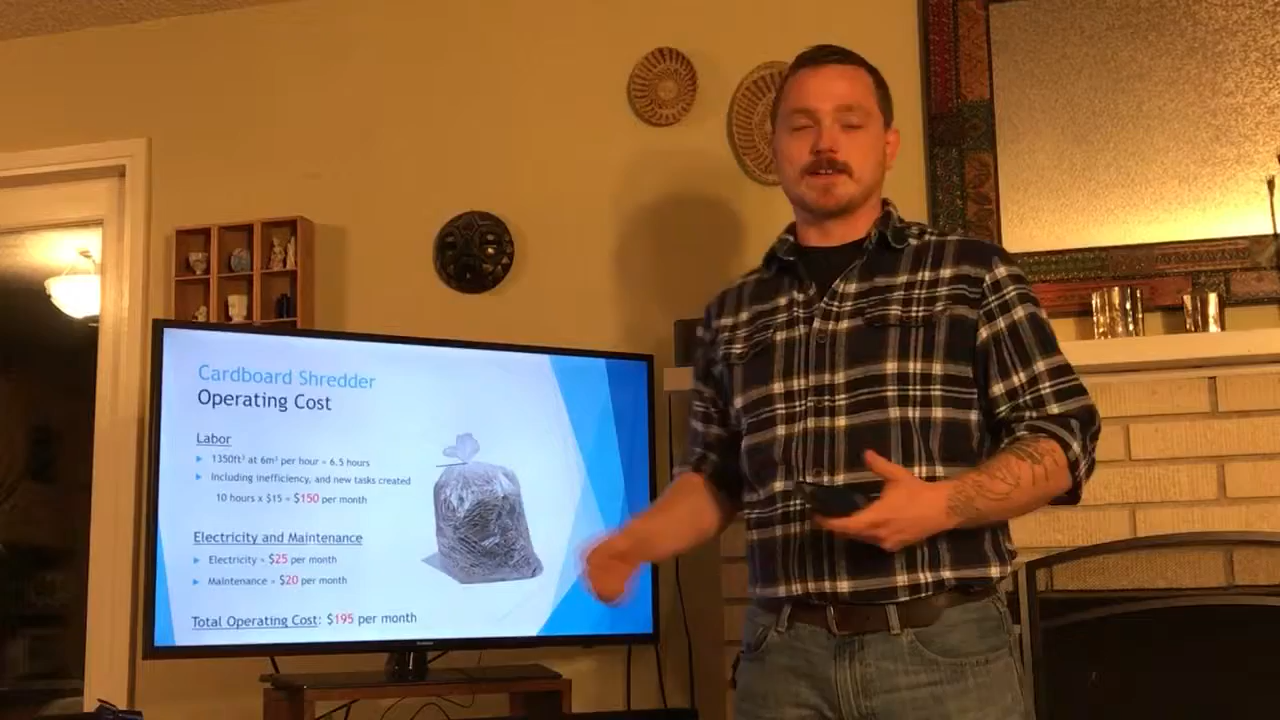 Cardboard Shredder
Operating Cost
Labor
1350ft³ at 6m³ per hour = 6.5 hours
Including inefficiency, and new tasks created
10 hours x $15 = $150 per month
Electricity and Maintenance
Electricity = $25 per month
Maintenance = $20 per month
Total Operating Cost: $195 per month